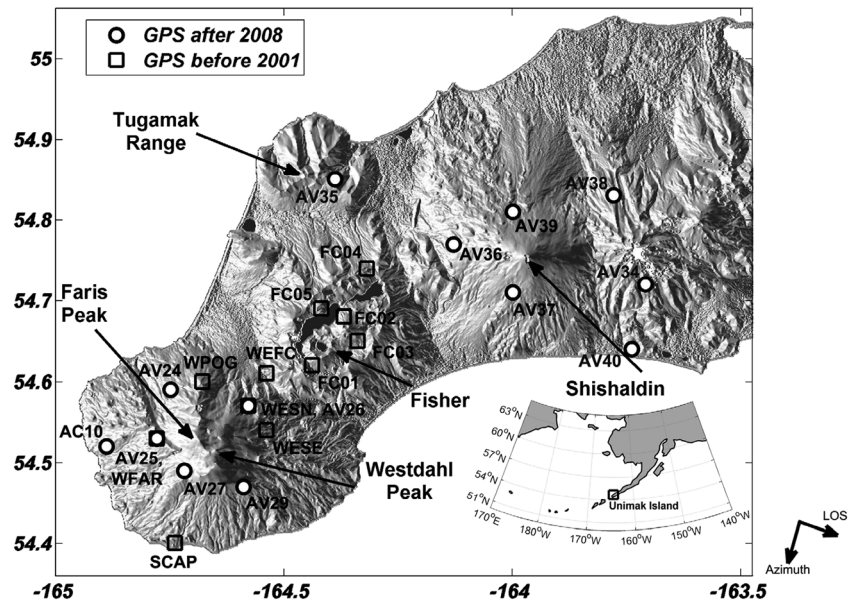 GPS after 2008
GPS before 2001
55
54.9
54.8
54.7
54.6
54.5
54.4
-165
-164.5
-164
-163.5
Tugamak
Range
AV35
AV38
AV39
AV36
AV34
AV37
AV40
Shishaldin
FC04
FC05
FC02
FC03
FC01
Fisher
Faris
Peak
WEFC
WPOG
AV24
WESN, AV26
WESE
AC10
AV25,
WFAR
AV27
AV29
Westdahl
Peak
SCAP
63°N
60°N
57°N
54°N
51°N
170°E
180°W
170°W
160°W
150°W
140°W
Unimak Island
LOS
Azimuth